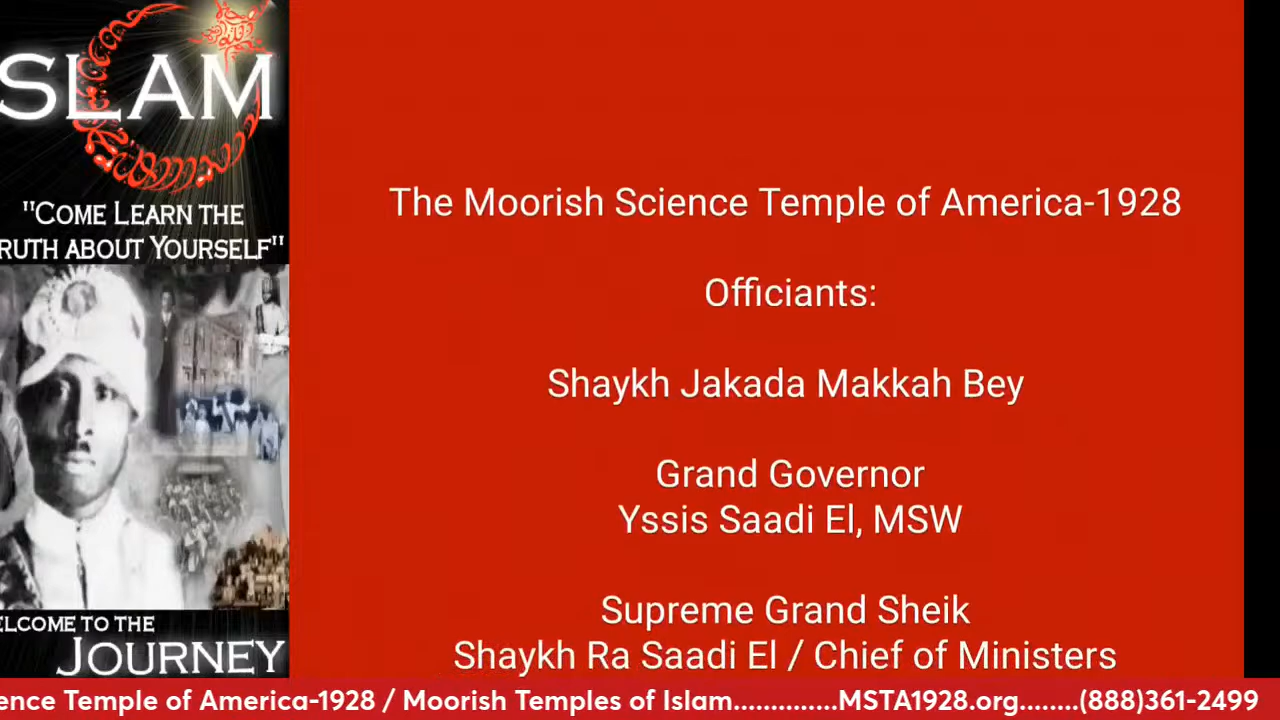 SLAM
"COME LEARN THE
RUTH ABOUT YOURSELF"
ELCOME TO THE
JOURNEY
The Moorish Science Temple of America-1928
Officiants:
Shaykh Jakada Makkah Bey
Grand Governor
Yssis Saadi El, MSW
Supreme Grand Sheik
Shaykh Ra Saadi El / Chief of Ministers
ence Temple of America-1928 / Moorish Temples of Islam..............MSTA1928.org........(888)361-2499